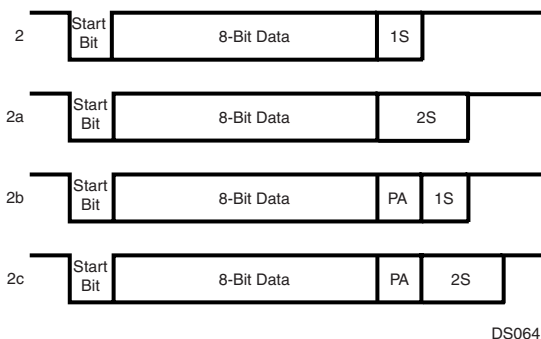 2 Start Bit 8-Bit Data 1S
2a Start Bit 8-Bit Data 2S
2b Start Bit 8-Bit Data PA 1S
2c Start Bit 8-Bit Data PA 2S
DS064